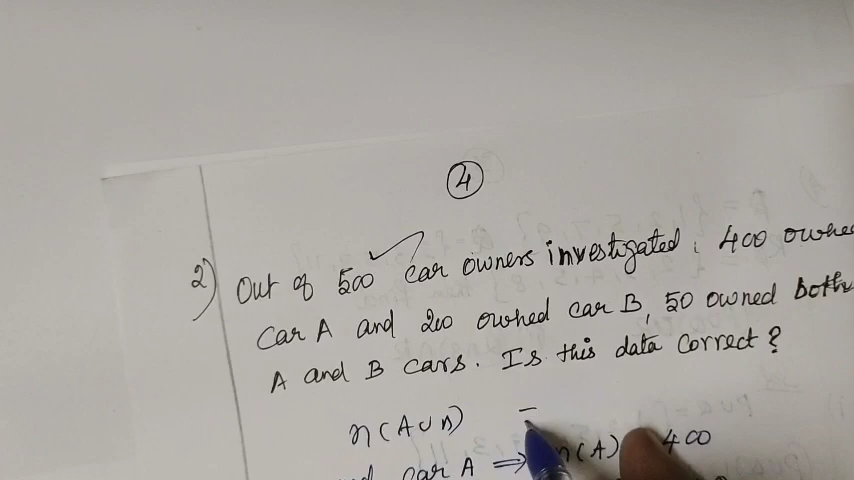 4
2) Out of 500 car owners investigated, 400 owned
car A and 200 owned car B, 50 owned both
A and B cars. Is this data correct?
n(A∪B) =
car A ⇒ n(A) 400